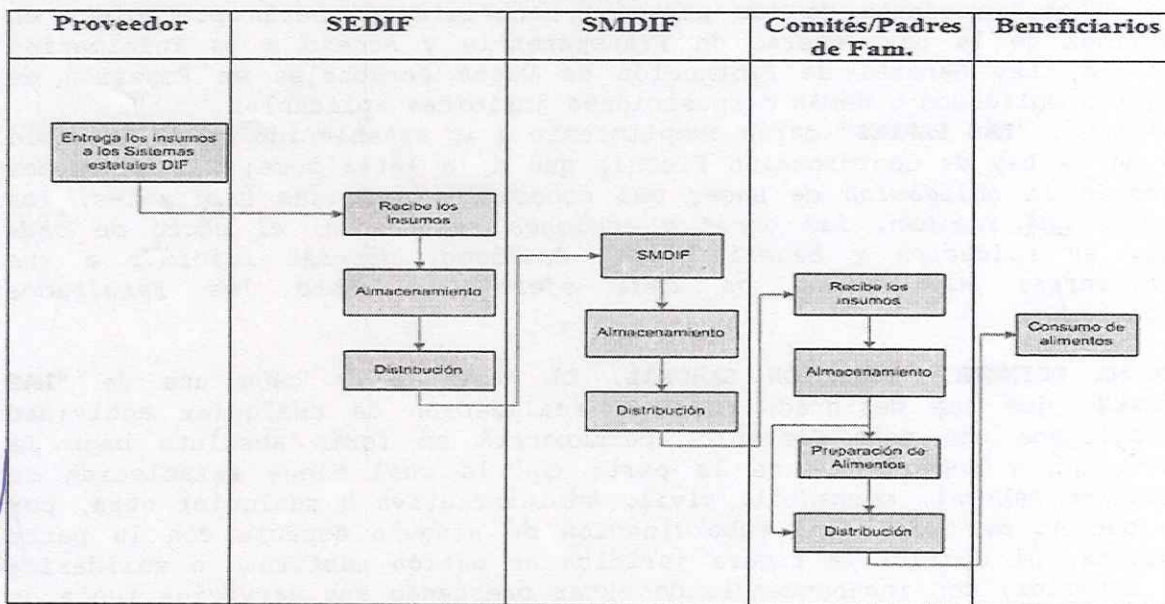 Provedor
SEDIF
SMDIF
Comités/Padres
de Fam.
Beneficiarios
Entrega los insumos
a los Sistemas
estatales DIF
Recibe los
insumos
Almacenamiento
Distribución
SMDIF
Almacenamiento
Distribución
Recibe los
insumos
Almacenamiento
Preparación de
Alimentos
Distribución
Consumo de
alimentos